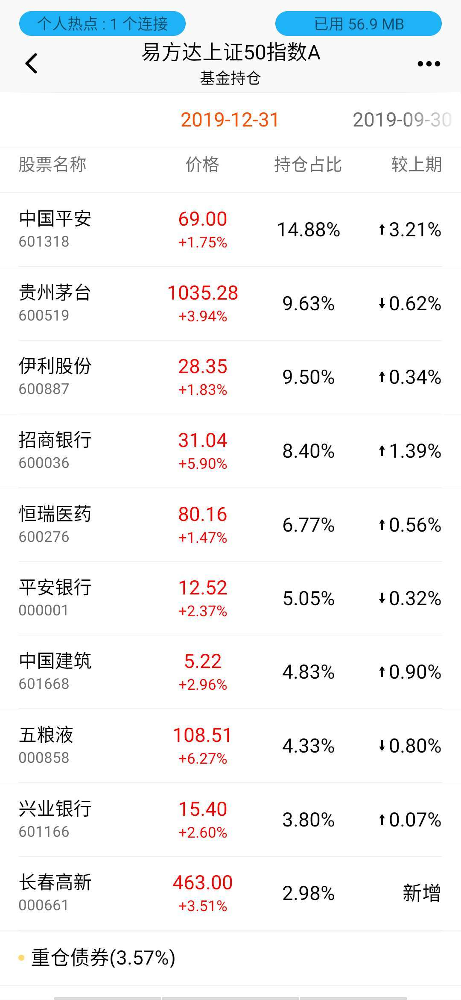 个人热点 : 1 个连接
已用 56.9 MB
易方达上证50指数A
基金持仓
2019-12-31 2019-09-30
股票名称 价格 持仓占比 较上期
中国平安 69.00 14.88% ↑3.21%
601318 +1.75%
贵州茅台 1035.28 9.63% ↓0.62%
600519 +3.94%
伊利股份 28.35 9.50% ↑0.34%
600887 +1.83%
招商银行 31.04 8.40% ↑1.39%
600036 +5.90%
恒瑞医药 80.16 6.77% ↑0.56%
600276 +1.47%
平安银行 12.52 5.05% ↓0.32%
000001 +2.37%
中国建筑 5.22 4.83% ↑0.90%
601668 +2.96%
五粮液 108.51 4.33% ↓0.80%
000858 +6.27%
兴业银行 15.40 3.80% ↑0.07%
601166 +2.60%
长春高新 463.00 2.98% 新增
000661 +3.51%
重仓债券(3.57%)